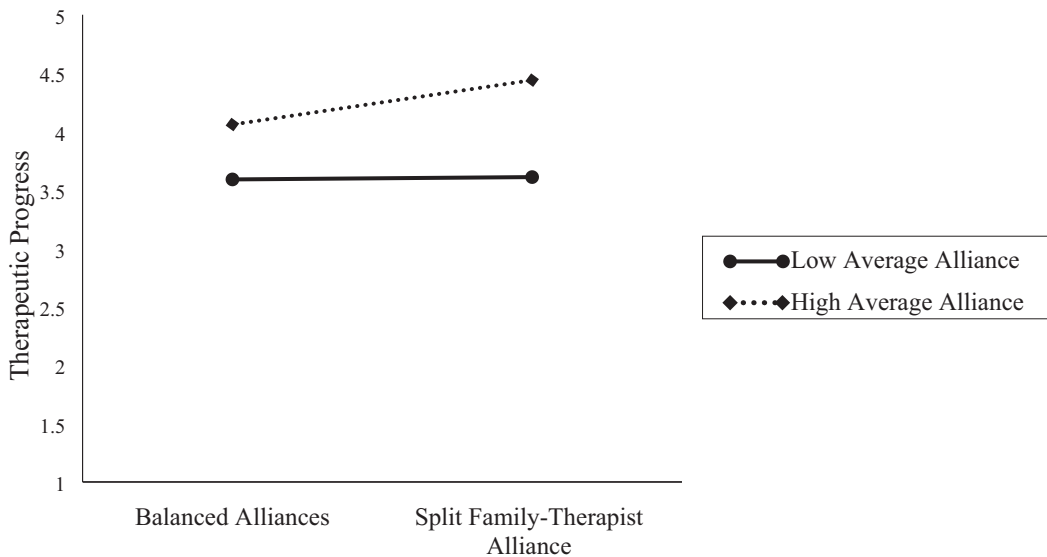 5
4.5
4
3.5
3
2.5
2
1.5
1
Therapeutic Progress
Balanced Alliances
Split Family-Therapist
Alliance
Low Average Alliance
High Average Alliance